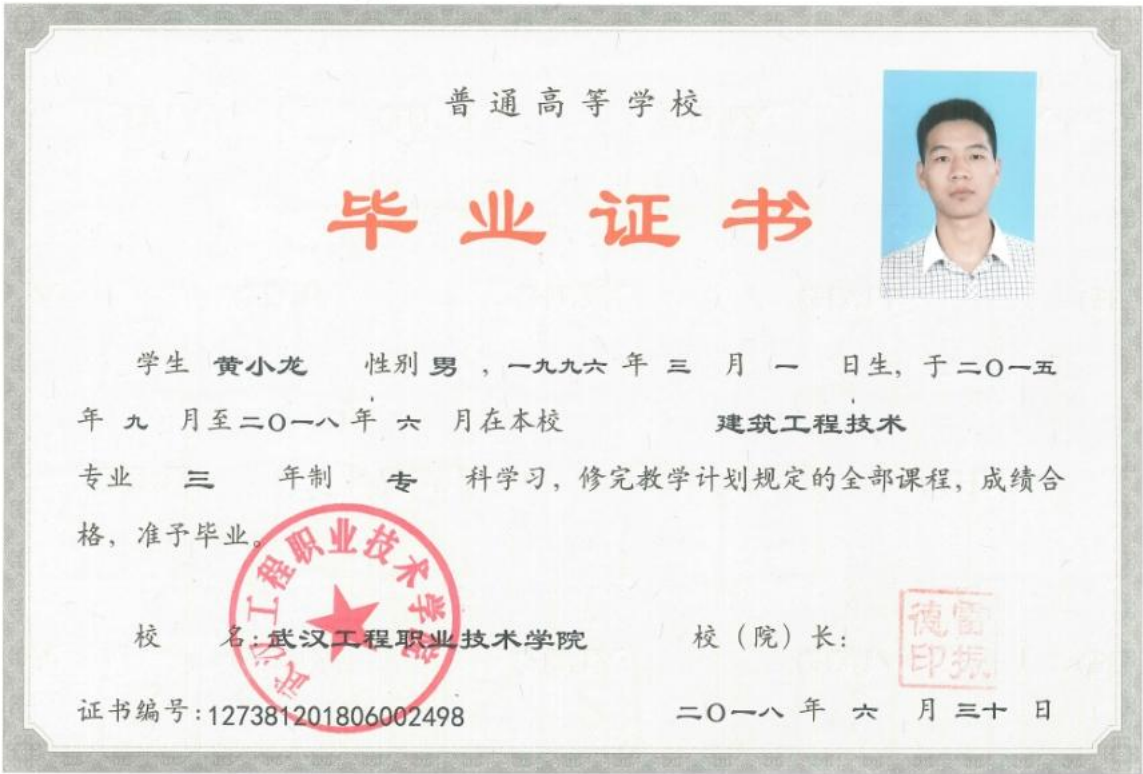 普通高等学校
毕业证书
学生 黄小龙 性别 男 ，一九九六 年 三 月 一 日生，于 二〇一五
年 九 月至 二〇一八 年 六 月在本校 建筑工程技术
专业 三 年制 专 科学习，修完教学计划规定的全部课程，成绩合
格，准予毕业。
武汉工程职业技术学院
校 名：武汉工程职业技术学院 校（院）长：
雷振德印
证书编号：127381201806002498 二〇一八 年 六 月 三十 日